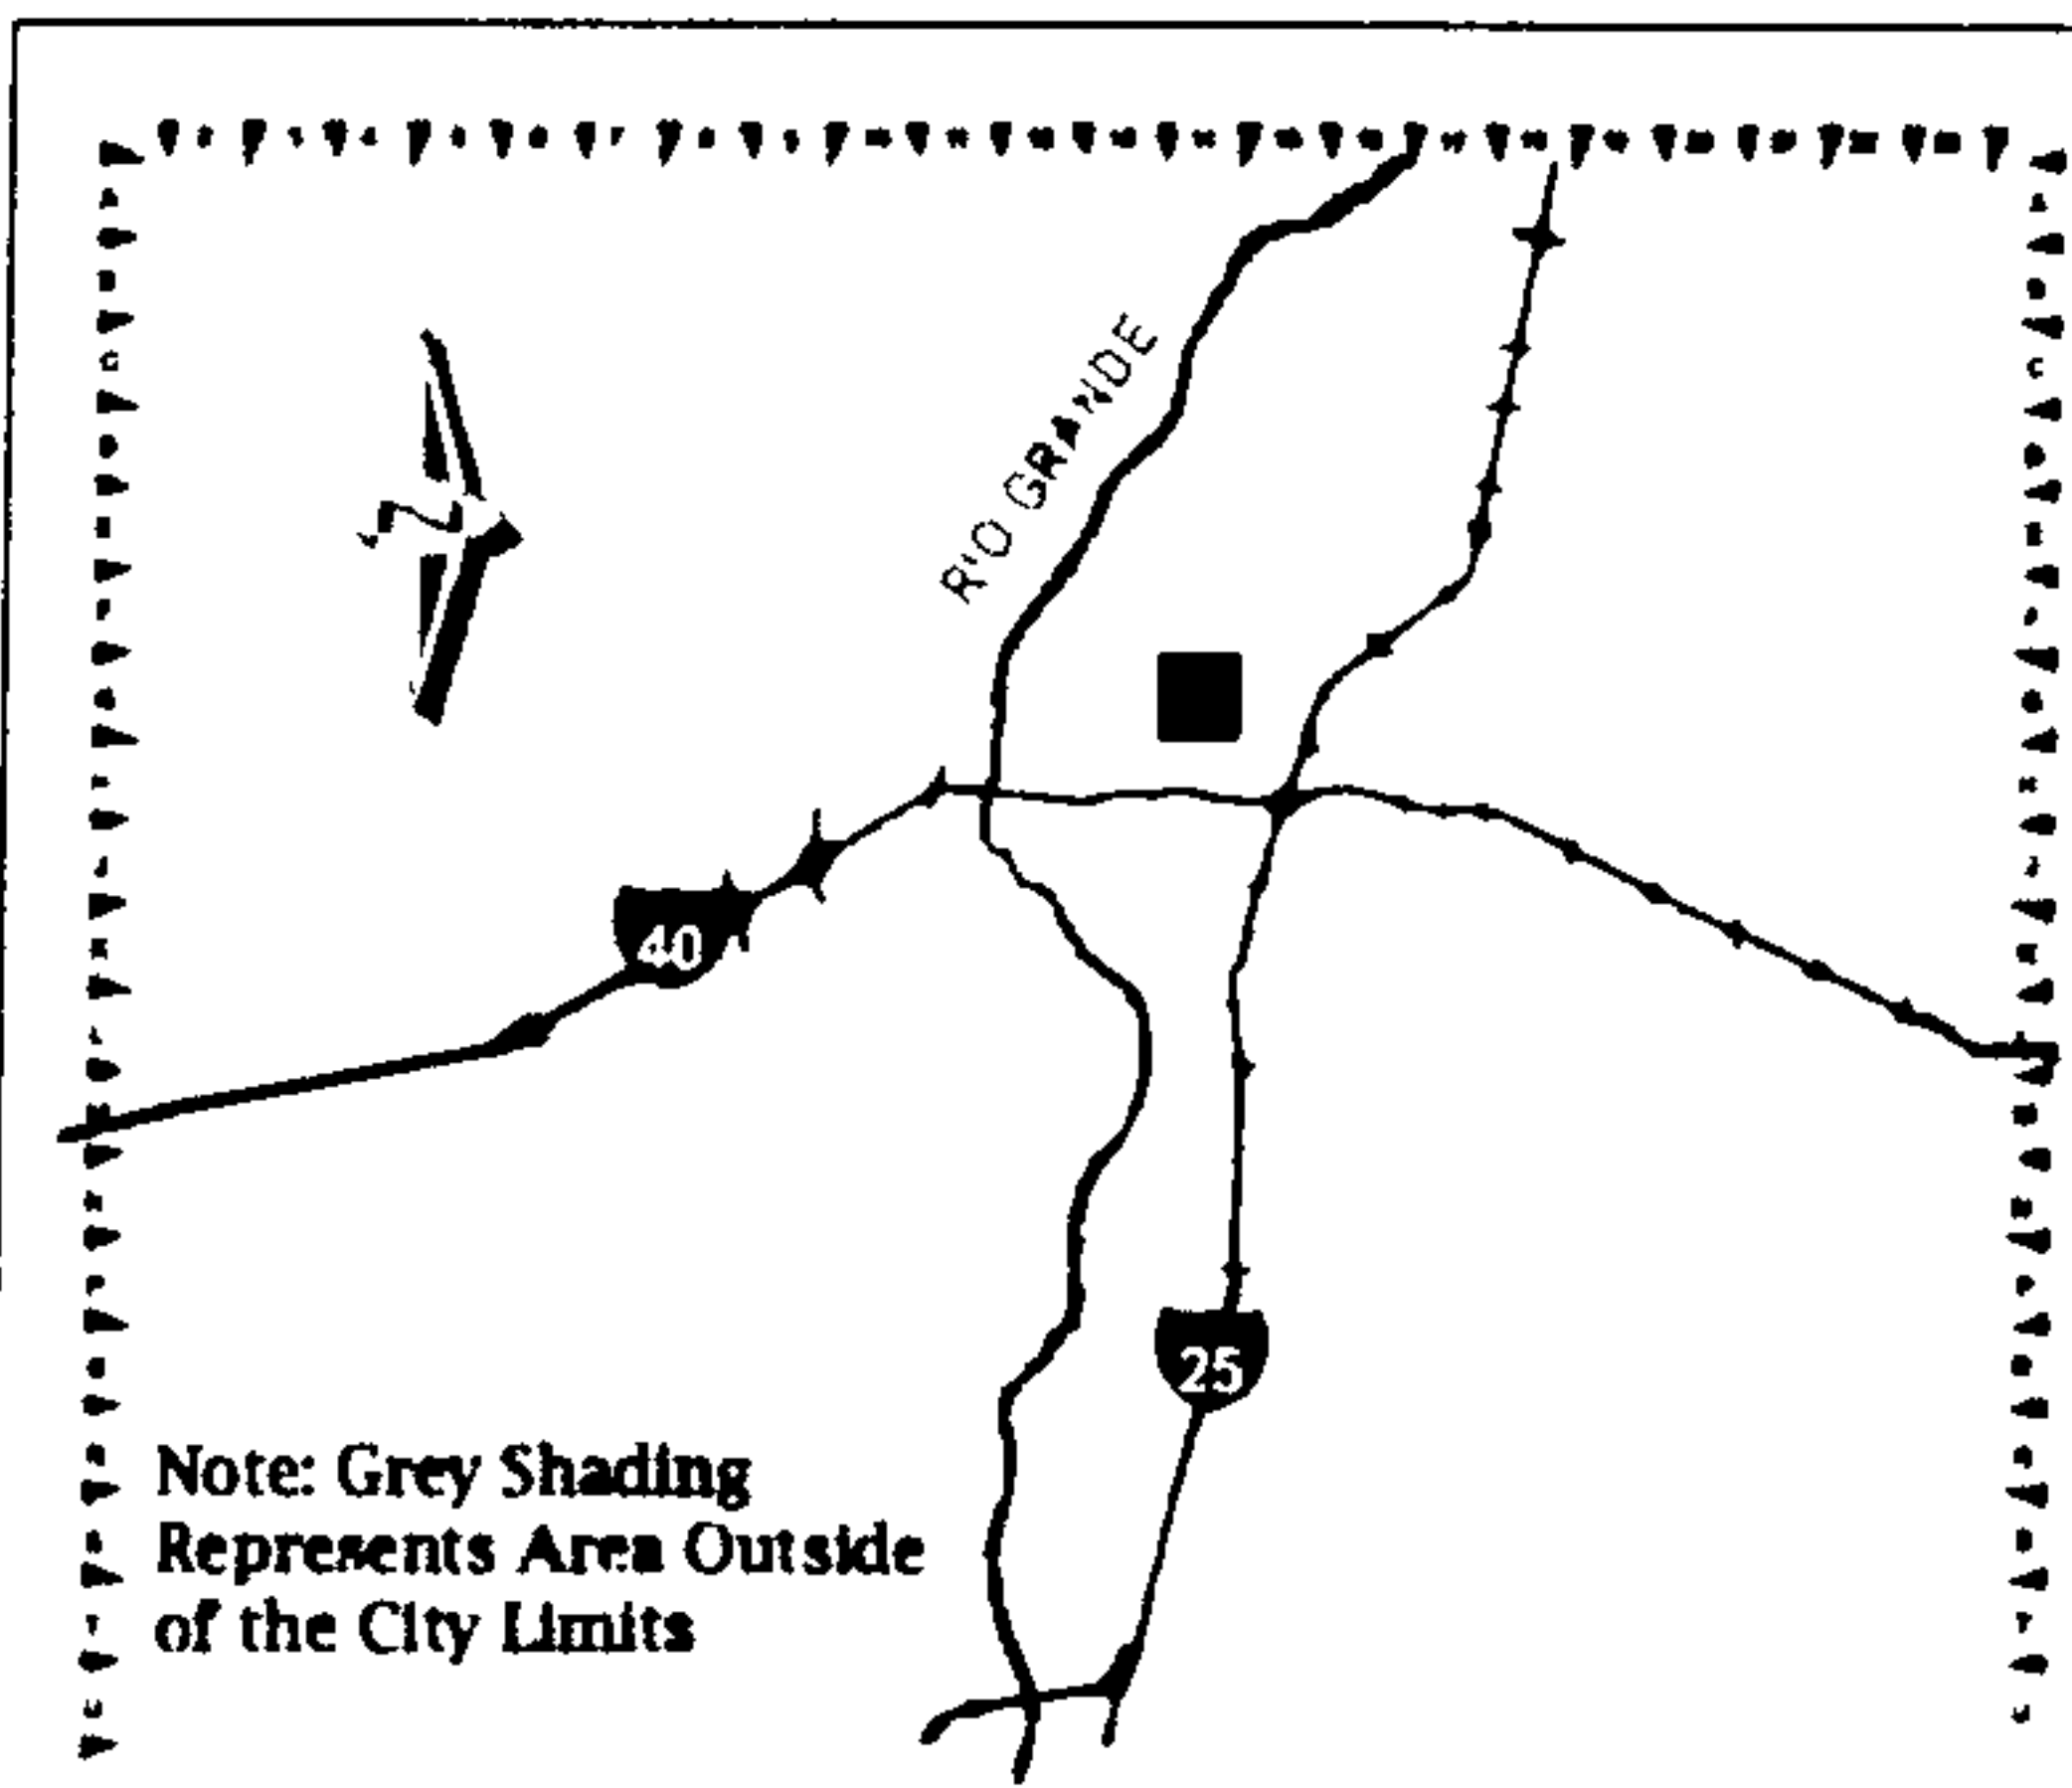 RIO GRANDE
40
25
Note: Grey Shading
Represents Area Outside
of the City Limits